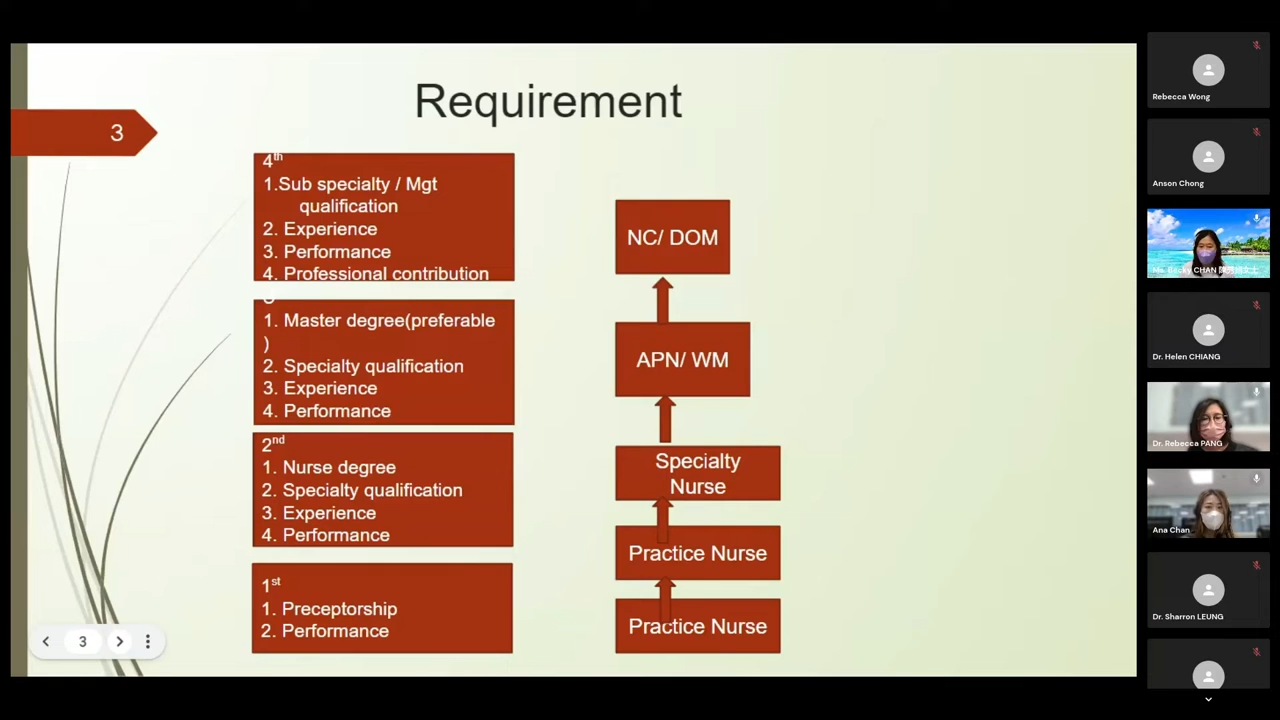 Requirement
3
4th
1.Sub specialty / Mgt
qualification
2. Experience
3. Performance
4. Professional contribution
1. Master degree(preferable
)
2. Specialty qualification
3. Experience
4. Performance
2nd
1. Nurse degree
2. Specialty qualification
3. Experience
4. Performance
1st
1. Preceptorship
2. Performance
NC/ DOM
APN/ WM
Specialty
Nurse
Practice Nurse
Practice Nurse
3
Rebecca Wong
Anson Chong
Ms. Becky CHAN
Dr. Helen CHIANG
Dr. Rebecca PANG
Ana Chan
Dr. Sharron LEUNG